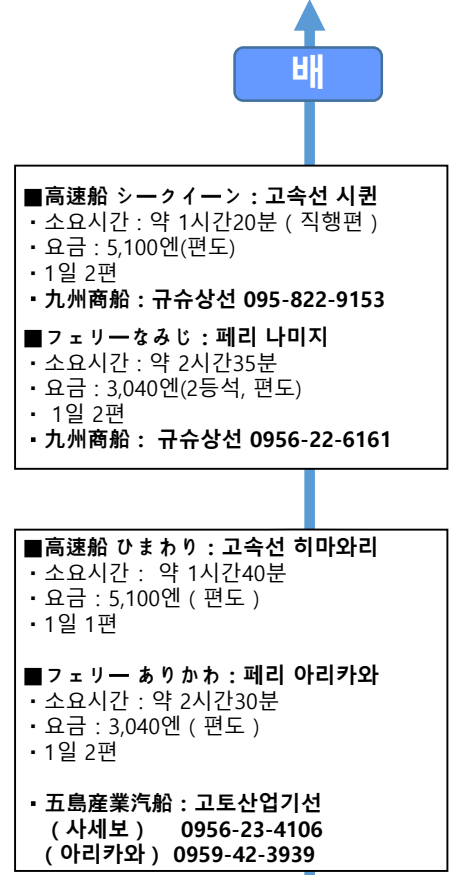 배
■高速船 シークイーン : 고속선 시퀸
・소요시간 : 약 1시간20분 ( 직행편 )
・요금 : 5,100엔(편도)
・1일 2편
・九州商船 : 규슈상선 095-822-9153
■フェリーなみじ : 페리 나미지
・소요시간 : 약 2시간35분
・요금 : 3,040엔(2등석, 편도)
・ 1일 2편
・九州商船 : 규슈상선 0956-22-6161
■高速船 ひまわり : 고속선 히마와리
・소요시간 : 약 1시간40분
・요금 : 5,100엔 ( 편도 )
・1일 1편
■フェリー ありかわ : 페리 아리카와
・소요시간 : 약 2시간30분
・요금 : 3,040엔 ( 편도 )
・1일 2편
・五島産業汽船 : 고토산업기선
( 사세보 ) 0956-23-4106
( 아리카와 ) 0959-42-3939